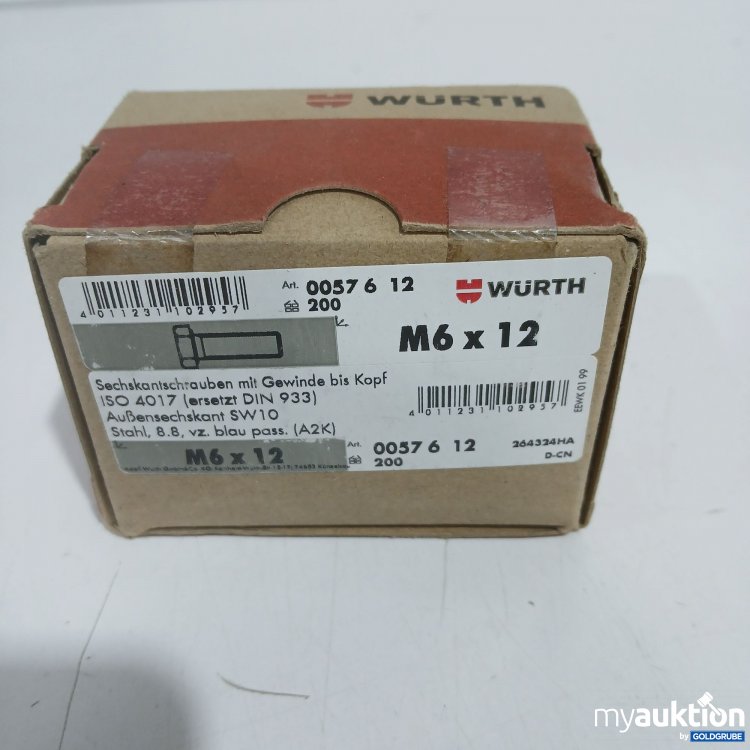 WÜRTH
4 011231 102957
Art. 0057 6 12
200
WÜRTH
M6 x 12
Sechskantschrauben mit Gewinde bis Kopf
ISO 4017 (ersetzt DIN 933)
Außensechskant SW10
Stahl, 8.8, vz. blau pass. (A2K)
4 011231 102957
EEWK 01 99
M6 x 12
Art. 0057 6 12
200
264324HA
D-CN
myauktion
by GOLDGRUBE